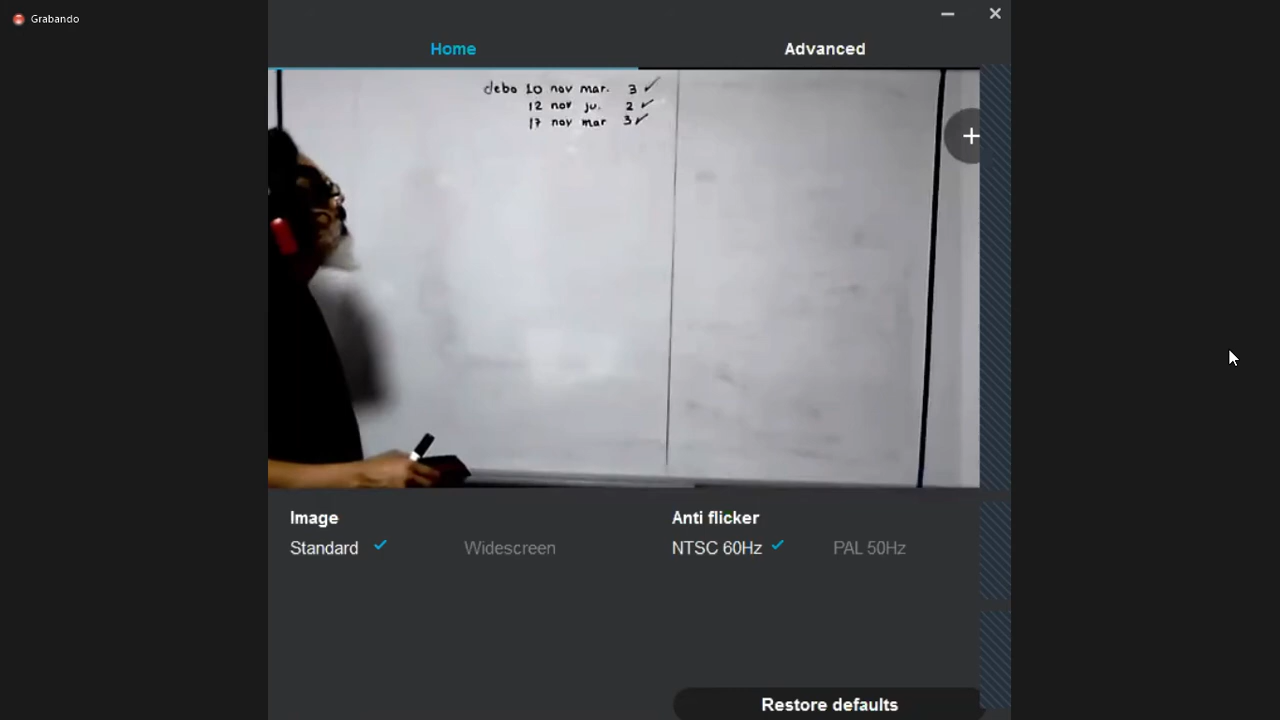 Grabando
Home
Advanced
debo 10 nov mar. 3 ✓
12 nov ju. 2 ✓
17 nov mar 3 ✓
+
Image
Anti flicker
Standard ✓
Widescreen
NTSC 60Hz ✓
PAL 50Hz
Restore defaults